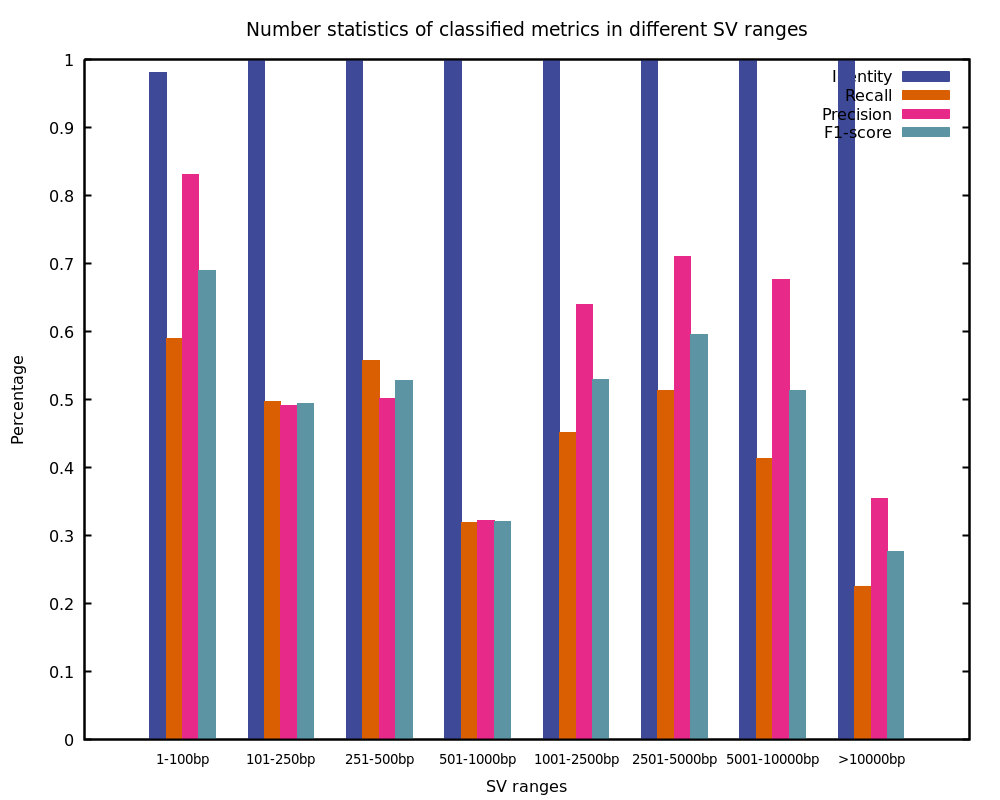 Number statistics of classified metrics in different SV ranges
Identity
Recall
Precision
F1-score
1
0.9
0.8
0.7
0.6
0.5
0.4
0.3
0.2
0.1
0
Percentage
1-100bp 101-250bp 251-500bp 501-1000bp 1001-2500bp 2501-5000bp 5001-10000bp >10000bp
SV ranges